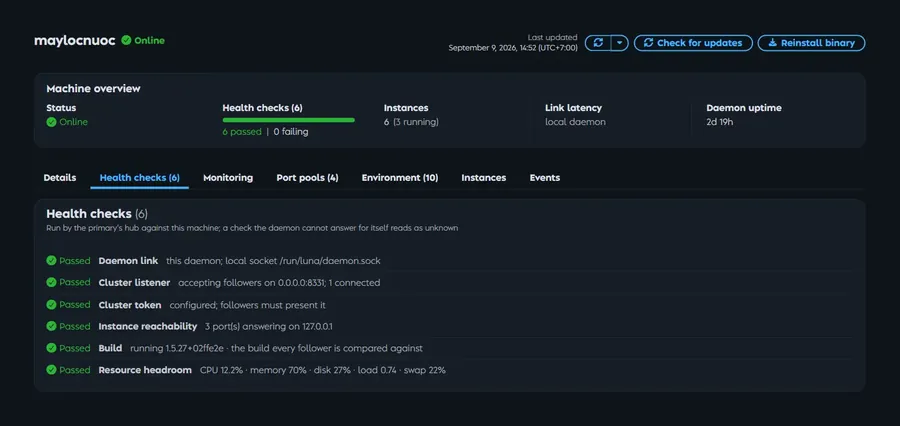 maylocnuoc Online
Last updated
September 9, 2026, 14:52 (UTC+7:00)
Check for updates
Reinstall binary
Machine overview
Status
Online
Health checks (6)
6 passed | 0 failing
Instances
6 (3 running)
Link latency
local daemon
Daemon uptime
2d 19h
Details Health checks (6) Monitoring Port pools (4) Environment (10) Instances Events
Health checks (6)
Run by the primary's hub against this machine; a check the daemon cannot answer for itself reads as unknown
Passed Daemon link this daemon; local socket /run/luna/daemon.sock
Passed Cluster listener accepting followers on 0.0.0.0:8331; 1 connected
Passed Cluster token configured; followers must present it
Passed Instance reachability 3 port(s) answering on 127.0.0.1
Passed Build running 1.5.27+02ffe2e · the build every follower is compared against
Passed Resource headroom CPU 12.2% · memory 70% · disk 27% · load 0.74 · swap 22%